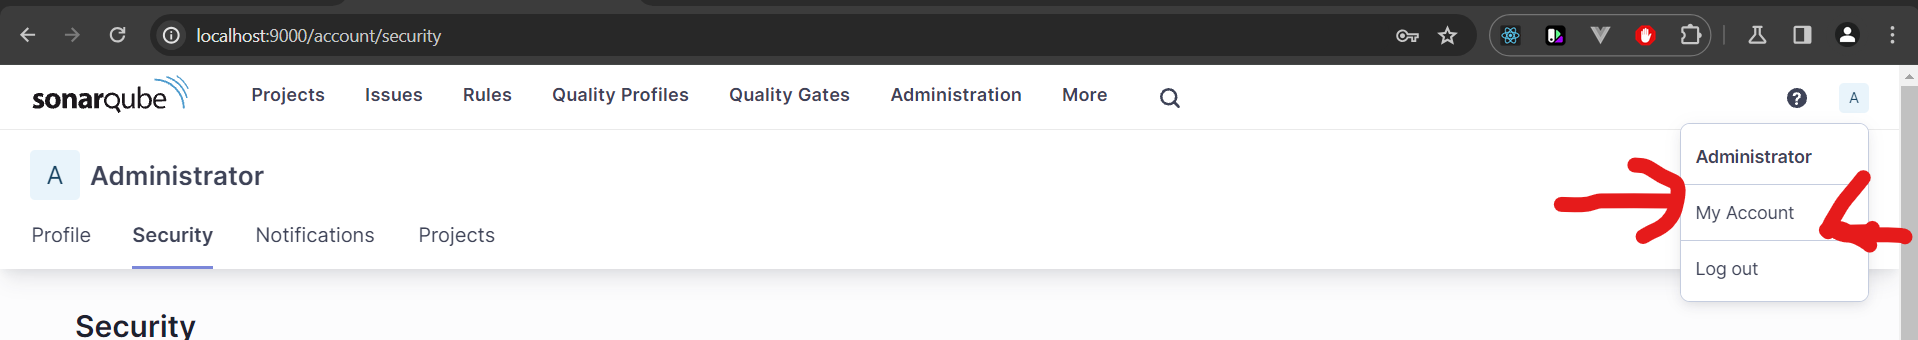 localhost:9000/account/security
sonarqube Projects Issues Rules Quality Profiles Quality Gates Administration More ? A
Administrator
A Administrator
My Account
Profile Security Notifications Projects
Log out
Security